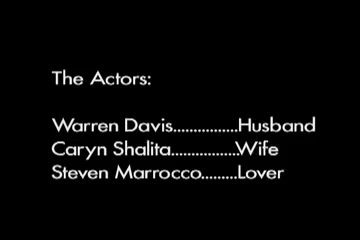 The Actors:
Warren Davis................Husband
Caryn Shalita................Wife
Steven Marrocco.........Lover